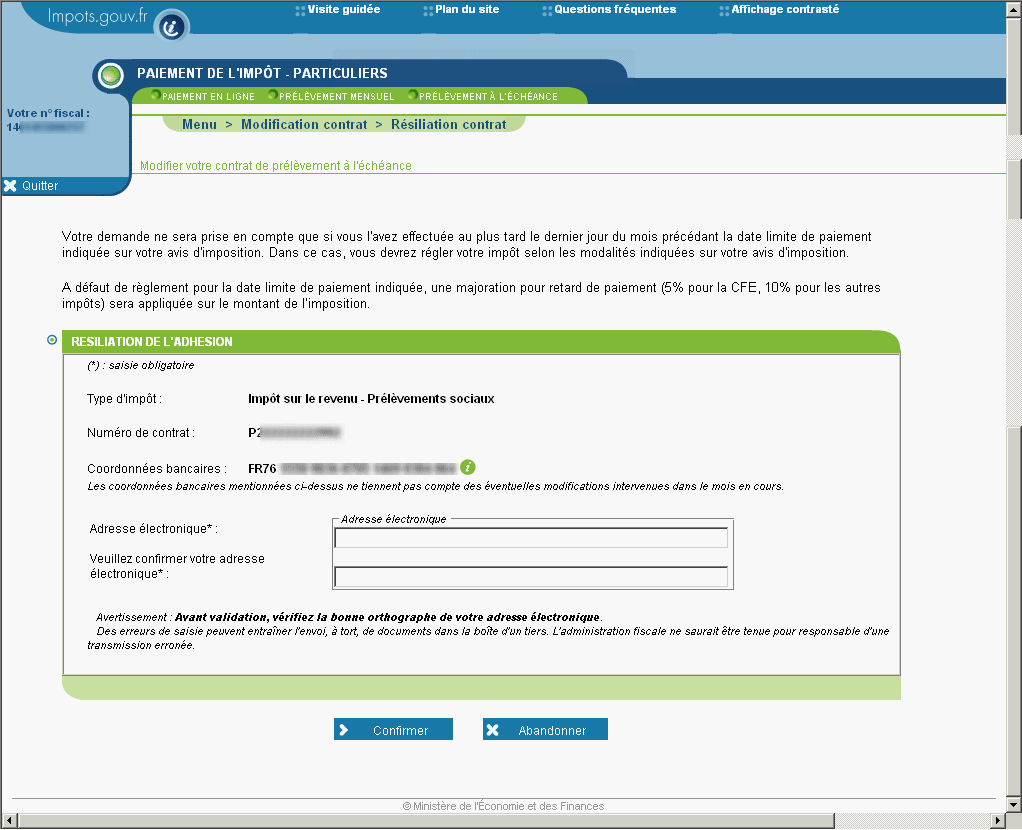 Impots.gouv.fr
Visite guidée Plan du site Questions fréquentes Affichage contrasté
PAIEMENT DE L'IMPÔT - PARTICULIERS
PAIEMENT EN LIGNE PRÉLÈVEMENT MENSUEL PRÉLÈVEMENT À L'ÉCHÉANCE
Votre n° fiscal :
14
Menu > Modification contrat > Résiliation contrat
Modifier votre contrat de prélèvement à l'échéance
Quitter
Votre demande ne sera prise en compte que si vous l'avez effectuée au plus tard le dernier jour du mois précédant la date limite de paiement
indiquée sur votre avis d'imposition. Dans ce cas, vous devrez régler votre impôt selon les modalités indiquées sur votre avis d'imposition.
A défaut de règlement pour la date limite de paiement indiquée, une majoration pour retard de paiement (5% pour la CFE, 10% pour les autres
impôts) sera appliquée sur le montant de l'imposition.
RESILIATION DE L'ADHESION
(*) : saisie obligatoire
Type d'impôt : Impôt sur le revenu - Prélèvements sociaux
Numéro de contrat : P2
Coordonnées bancaires : FR76
Les coordonnées bancaires mentionnées ci-dessus ne tiennent pas compte des éventuelles modifications intervenues dans le mois en cours.
Adresse électronique
Adresse électronique* :
Veuillez confirmer votre adresse
électronique* :
Avertissement : Avant validation, vérifiez la bonne orthographe de votre adresse électronique.
Des erreurs de saisie peuvent entraîner l'envoi, à tort, de documents dans la boîte d'un tiers. L'administration fiscale ne saurait être tenue pour responsable d'une
transmission erronée.
Confirmer Abandonner
© Ministère de l'Économie et des Finances